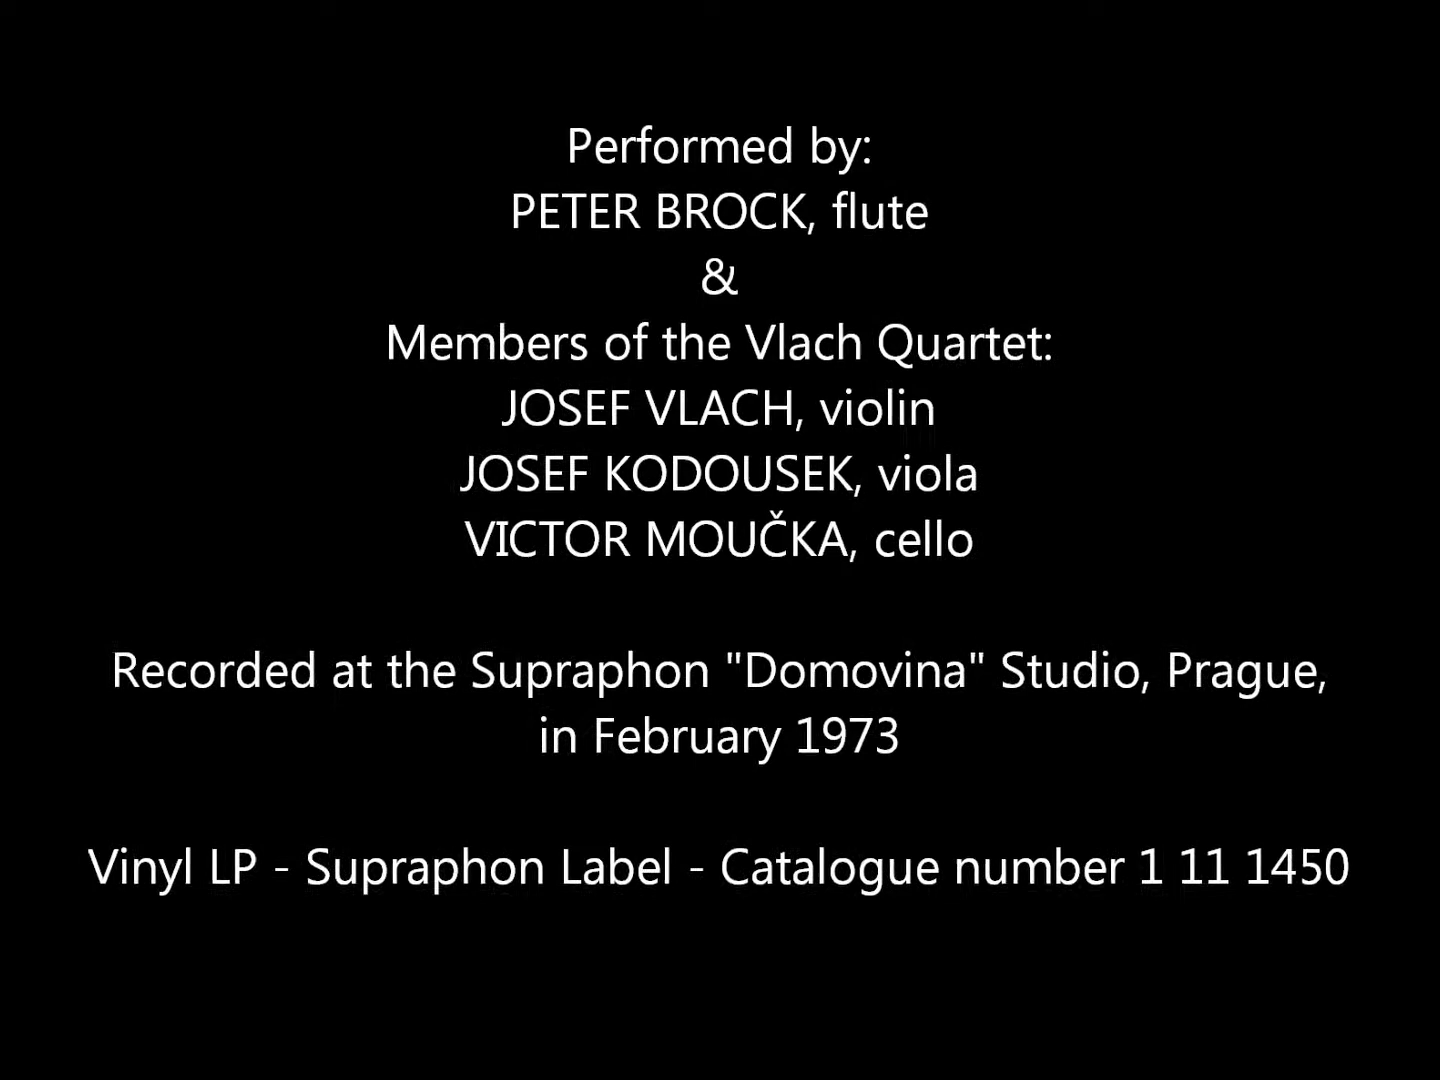 Performed by:
PETER BROCK, flute
&
Members of the Vlach Quartet:
JOSEF VLACH, violin
JOSEF KODOUSEK, viola
VICTOR MOUČKA, cello
Recorded at the Supraphon "Domovina" Studio, Prague,
in February 1973
Vinyl LP - Supraphon Label - Catalogue number 1 11 1450